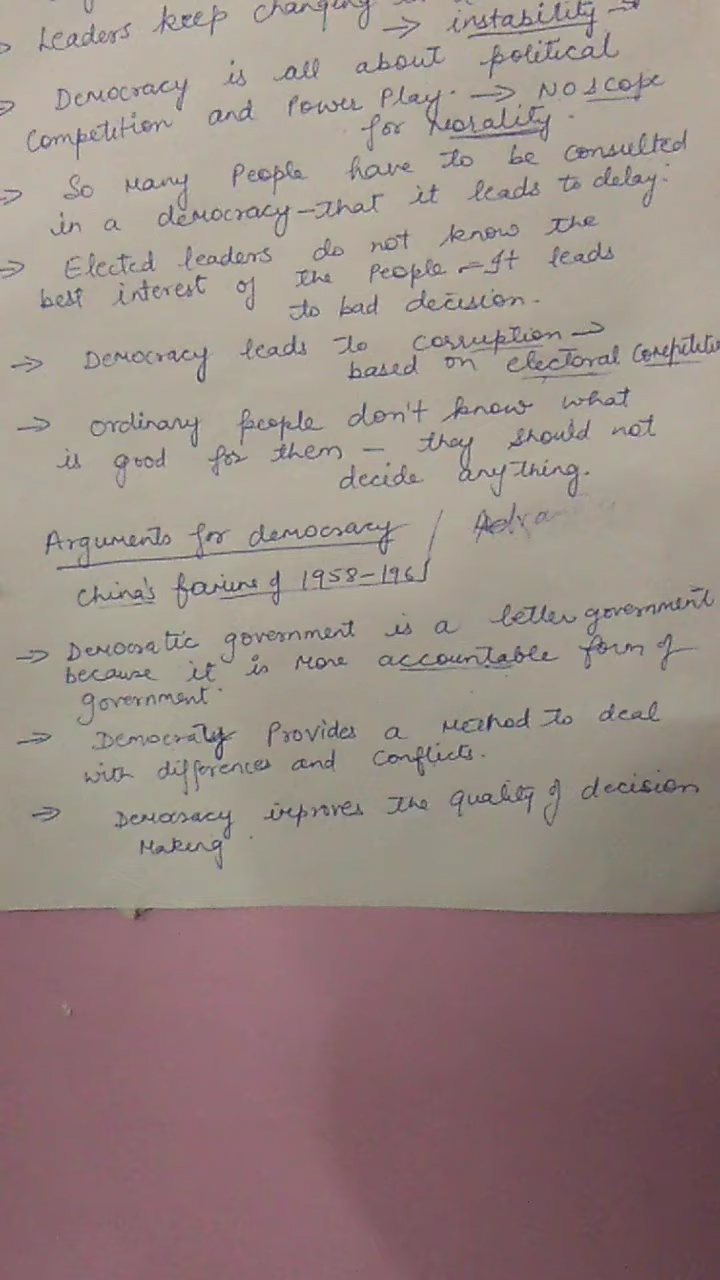 Leaders keep changing
→ instability →
⇒ Democracy is all about political
Competition and Power Play. → NO scope
for Morality.
⇒ So Many People have to be consulted
in a democracy - that it leads to delay.
⇒ Elected leaders do not know the
best interest of the People - It leads
to bad decision.
⇒ Democracy leads to corruption →
based on electoral Competitio
⇒ ordinary people don't know what
is good for them - they should not
decide anything.
Arguments for democracy /
China's famine of 1958-1961
⇒ Democratic government is a better government
because it is More accountable form of
government.
⇒ Democraty Provides a Method to deal
with differences and Conflicts.
⇒ Democracy improves the quality of decision
Making